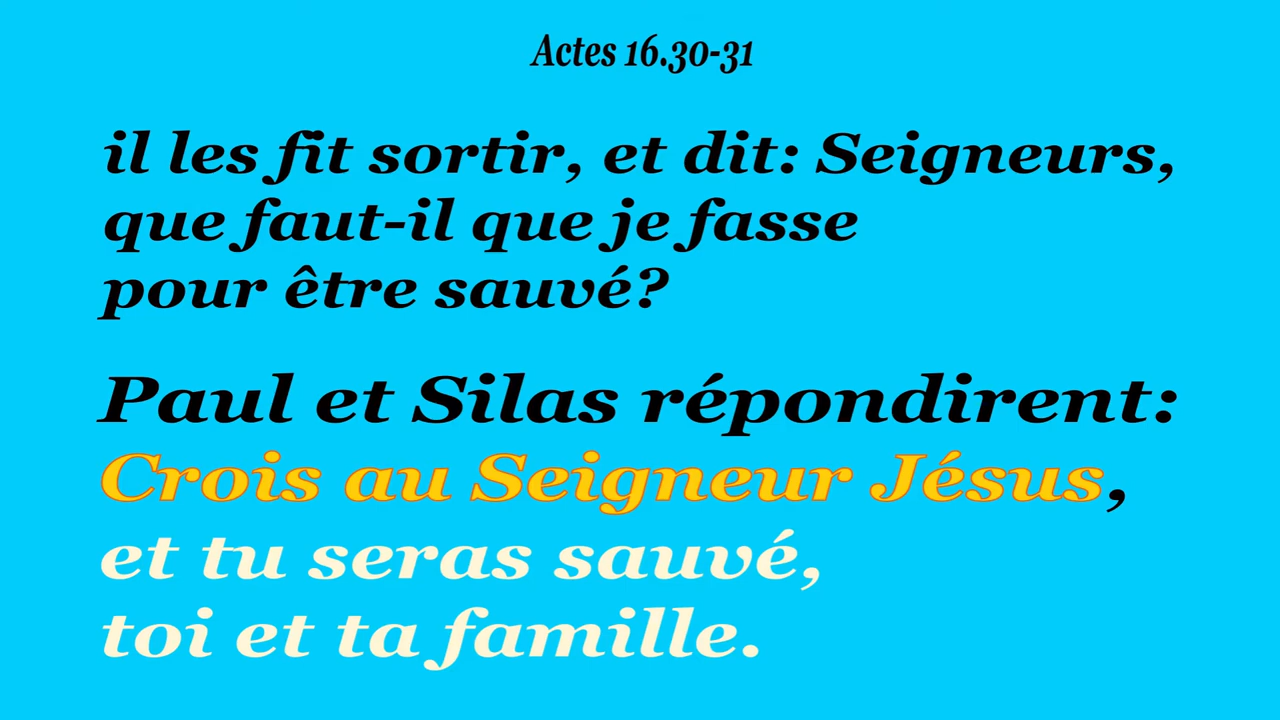 Actes 16.30-31
il les fit sortir, et dit: Seigneurs,
que faut-il que je fasse
pour être sauvé?
Paul et Silas répondirent:
Crois au Seigneur Jésus,
et tu seras sauvé,
toi et ta famille.